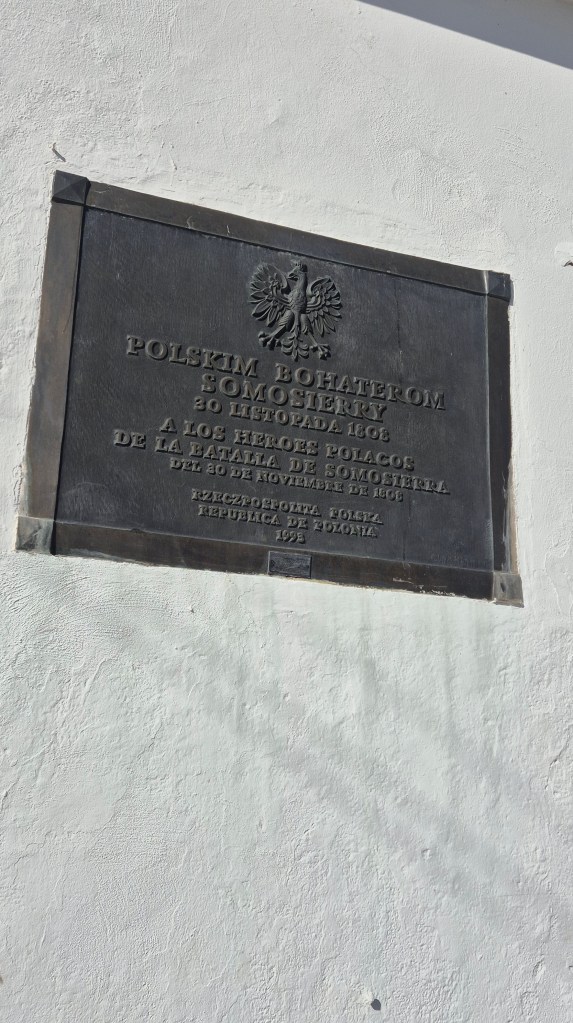 POLSKIM BOHATEROM
SOMOSIERRY
30 LISTOPADA 1808
A LOS HEROES POLACOS
DE LA BATALLA DE SOMOSIERRA
DEL 30 DE NOVIEMBRE DE 1808
RZECZPOSPOLITA POLSKA
REPUBLICA DE POLONIA
1993